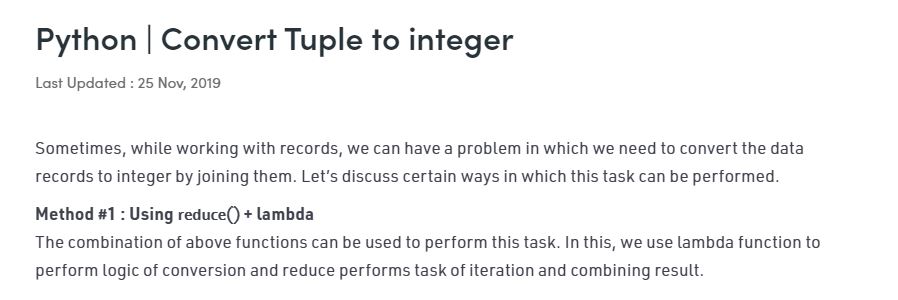 Python | Convert Tuple to integer
Last Updated : 25 Nov, 2019
Sometimes, while working with records, we can have a problem in which we need to convert the data
records to integer by joining them. Let’s discuss certain ways in which this task can be performed.
Method #1 : Using reduce() + lambda
The combination of above functions can be used to perform this task. In this, we use lambda function to
perform logic of conversion and reduce performs task of iteration and combining result.